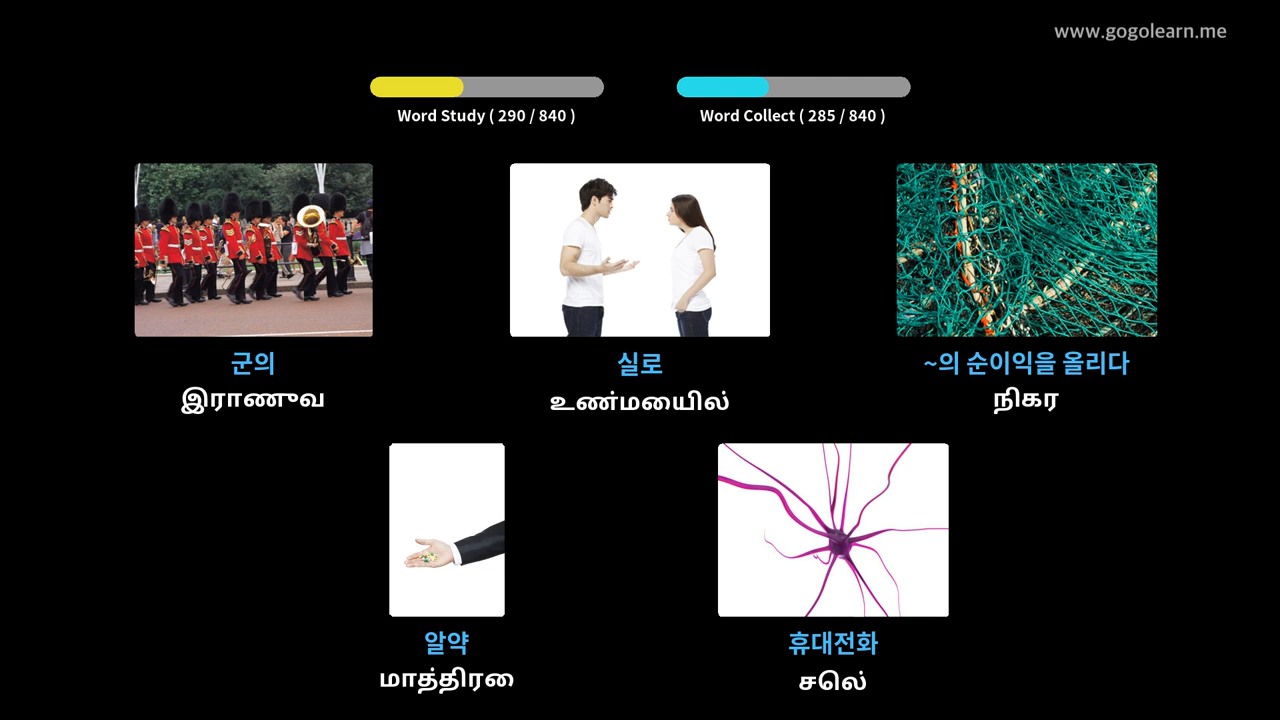 www.gogolearn.me
Word Study ( 290 / 840 )
Word Collect ( 285 / 840 )
군의
இராணுவ
실로
உண்மையில்
~의 순이익을 올리다
நிகர
알약
மாத்திரை
휴대전화
செல்